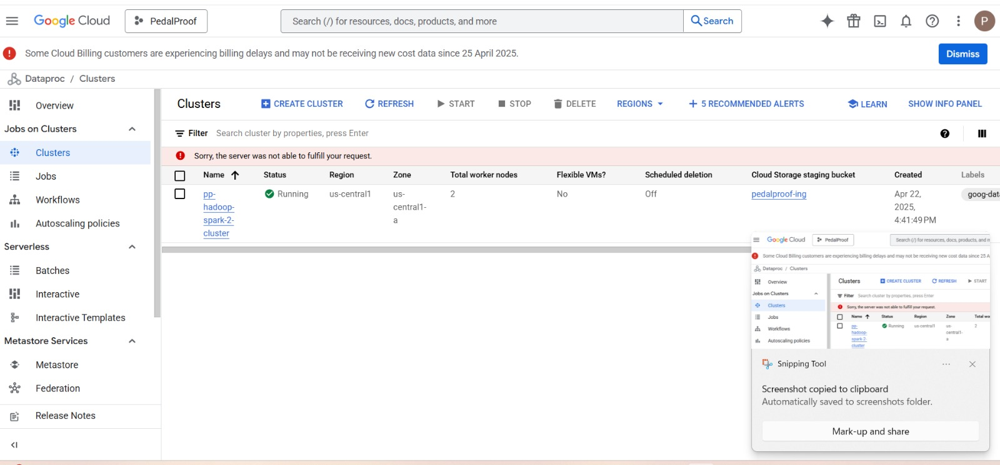 Google Cloud
PedalProof
Search (/) for resources, docs, products, and more
Search
P
Some Cloud Billing customers are experiencing billing delays and may not be receiving new cost data since 25 April 2025.
Dismiss
Dataproc / Clusters
Overview
Jobs on Clusters
Clusters
Jobs
Workflows
Autoscaling policies
Serverless
Batches
Interactive
Interactive Templates
Metastore Services
Metastore
Federation
Release Notes
Clusters
CREATE CLUSTER
REFRESH
START
STOP
DELETE
REGIONS
5 RECOMMENDED ALERTS
LEARN
SHOW INFO PANEL
Filter Search cluster by properties, press Enter
Sorry, the server was not able to fulfill your request.
Name Status Region Zone Total worker nodes Flexible VMs? Scheduled deletion Cloud Storage staging bucket Created Labels
pp-
hadoop-
spark-2-
cluster
Running
us-central1
us-
central1-
a
2
No
Off
pedalproof-ing
Apr 22,
2025,
4:41:49 PM
goog-data
Google Cloud
PedalProof
Search (/) for resources, docs, products, and m
Some Cloud Billing customers are experiencing billing delays and may not be receiving new cost data since 25 A
Dataproc / Clusters
Overview
Jobs on Clusters
Clusters
Jobs
Workflows
Autoscaling policies
Clusters
CREATE CLUSTER
REFRESH
START
Filter Search cluster by properties, press Enter
Sorry, the server was not able to fulfill your request.
Name Status Region Zone Total wo
pp-
hadoop-
spark-2-
cluster
Running
us-central1
us-
central1-
a
2
Snipping Tool
Screenshot copied to clipboard
Automatically saved to screenshots folder.
Mark-up and share